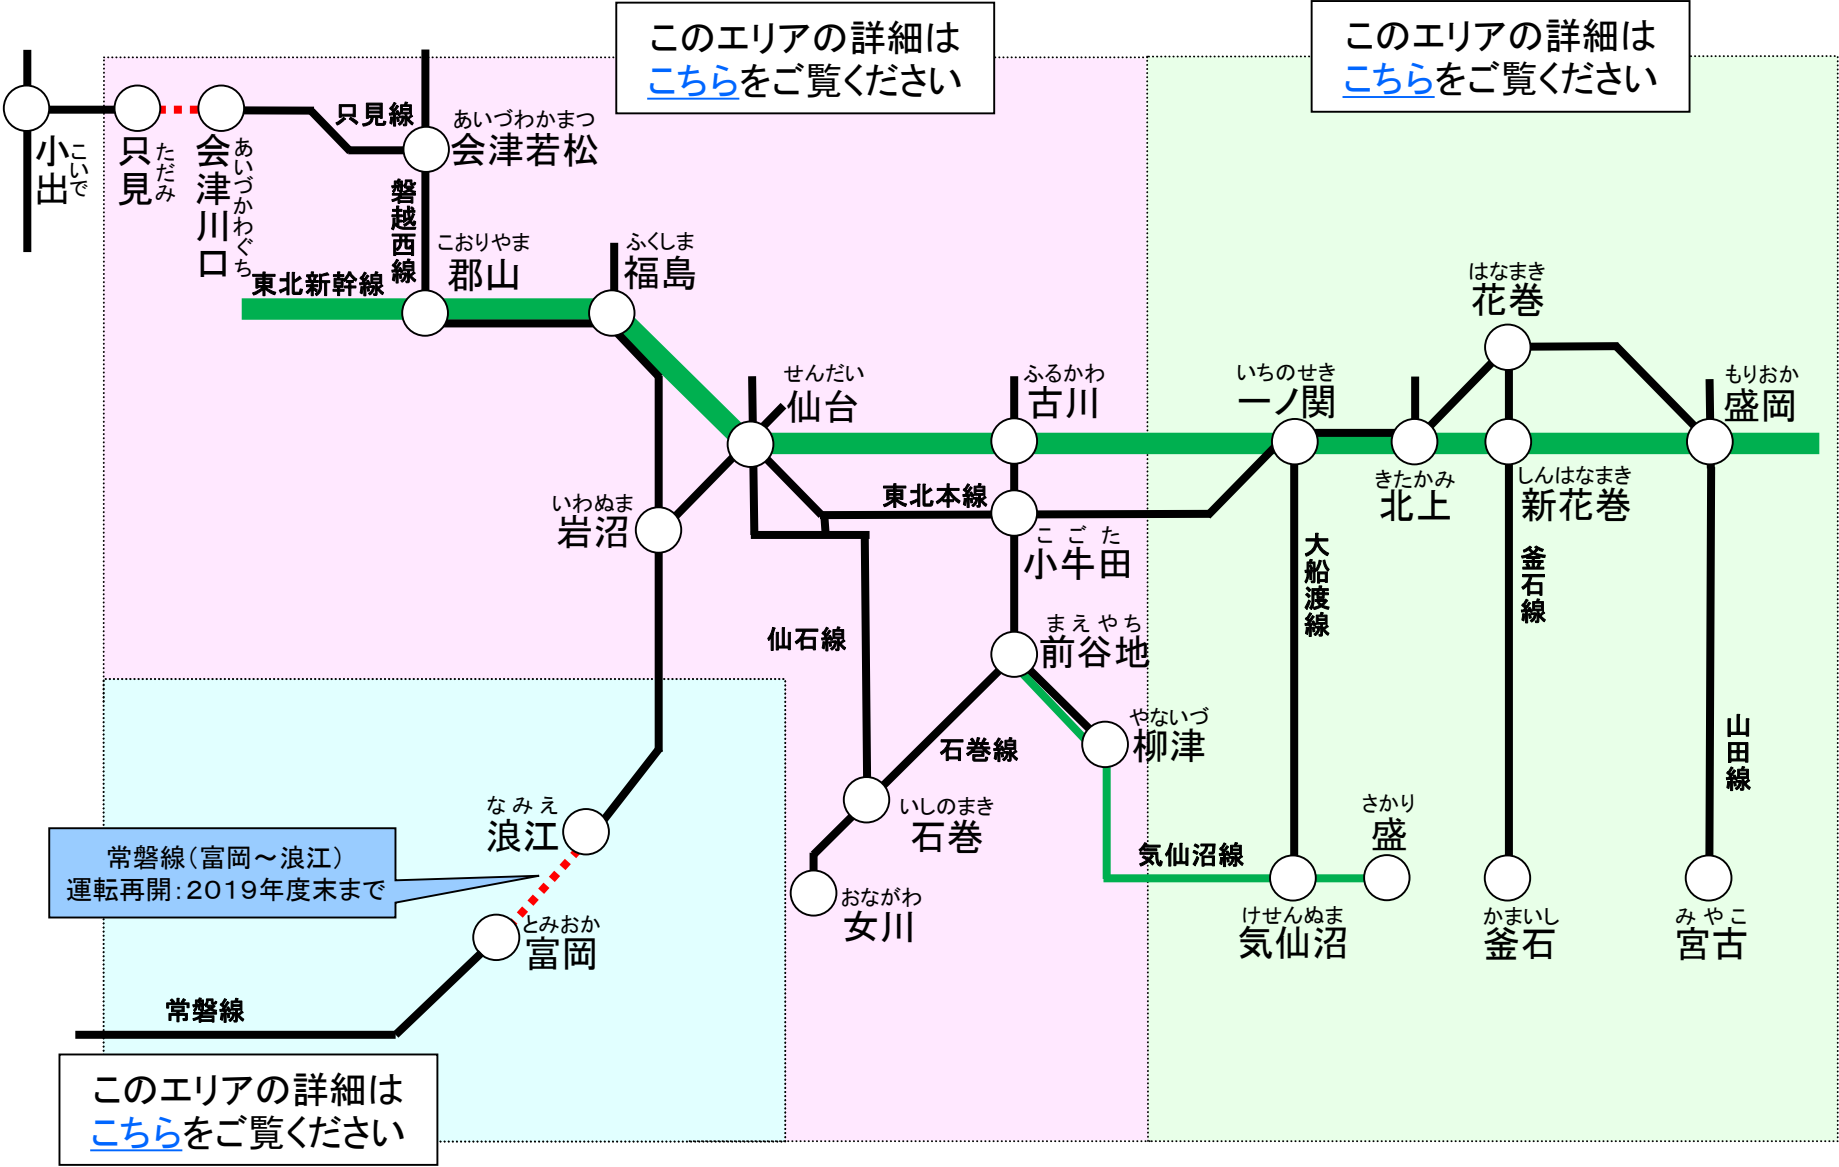 このエリアの詳細は
こちらをご覧ください
このエリアの詳細は
こちらをご覧ください
こいで
小出
ただみ
只見
あいづかわぐち
会津川口
只見線
あいづわかまつ
会津若松
磐越西線
こおりやま
郡山
ふくしま
福島
東北新幹線
せんだい
仙台
ふるかわ
古川
いちのせき
一ノ関
はなまき
花巻
もりおか
盛岡
きたかみ
北上
しんはなまき
新花巻
いわぬま
岩沼
東北本線
こごた
小牛田
大船渡線
釜石線
仙石線
まえやち
前谷地
やないづ
柳津
石巻線
山田線
なみえ
浪江
いしのまき
石巻
さかり
盛
気仙沼線
常磐線(富岡~浪江)
運転再開:2019年度末まで
おながわ
女川
けせんぬま
気仙沼
かまいし
釜石
みやこ
宮古
とみおか
富岡
常磐線
このエリアの詳細は
こちらをご覧ください